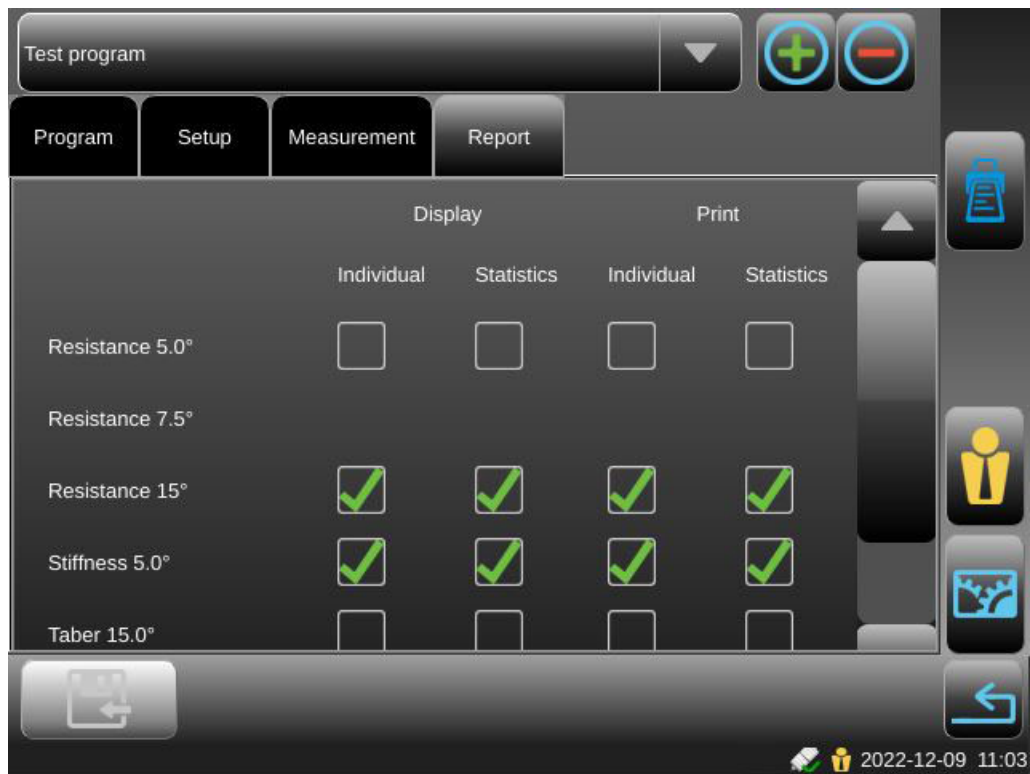 Test program
Program Setup Measurement Report
Display Print
Individual Statistics Individual Statistics
Resistance 5.0°
Resistance 7.5°
Resistance 15°
Stiffness 5.0°
Taber 15.0°
2022-12-09 11:03